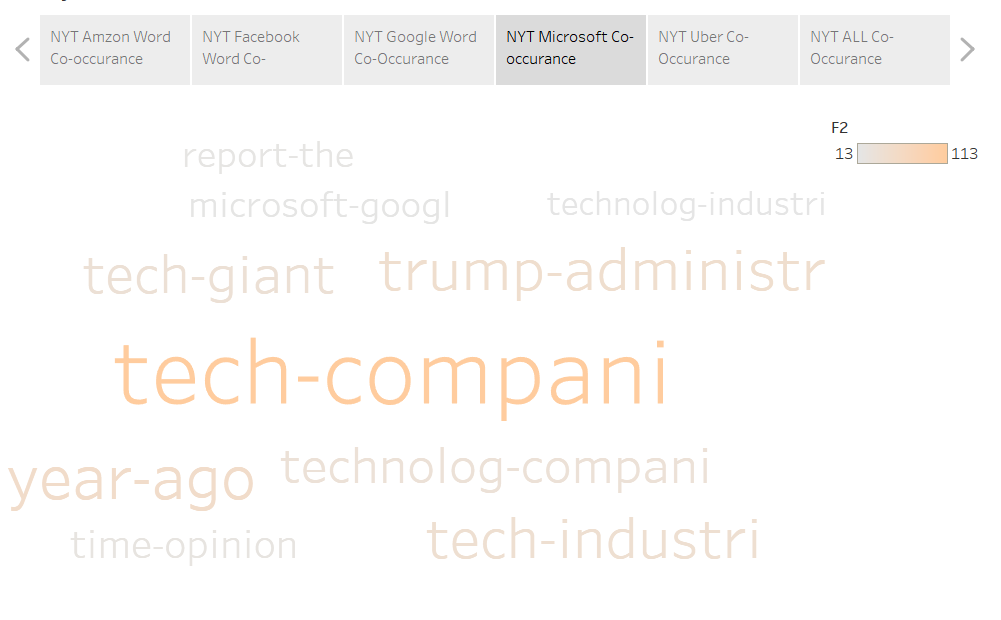 NYT Amzon Word
Co-occurance
NYT Facebook
Word Co-
NYT Google Word
Co-Occurance
NYT Microsoft Co-
occurance
NYT Uber Co-
Occurance
NYT ALL Co-
Occurance
F2
13 113
report-the
microsoft-googl technolog-industri
tech-giant trump-administr
tech-compani
year-ago technolog-compani
time-opinion tech-industri